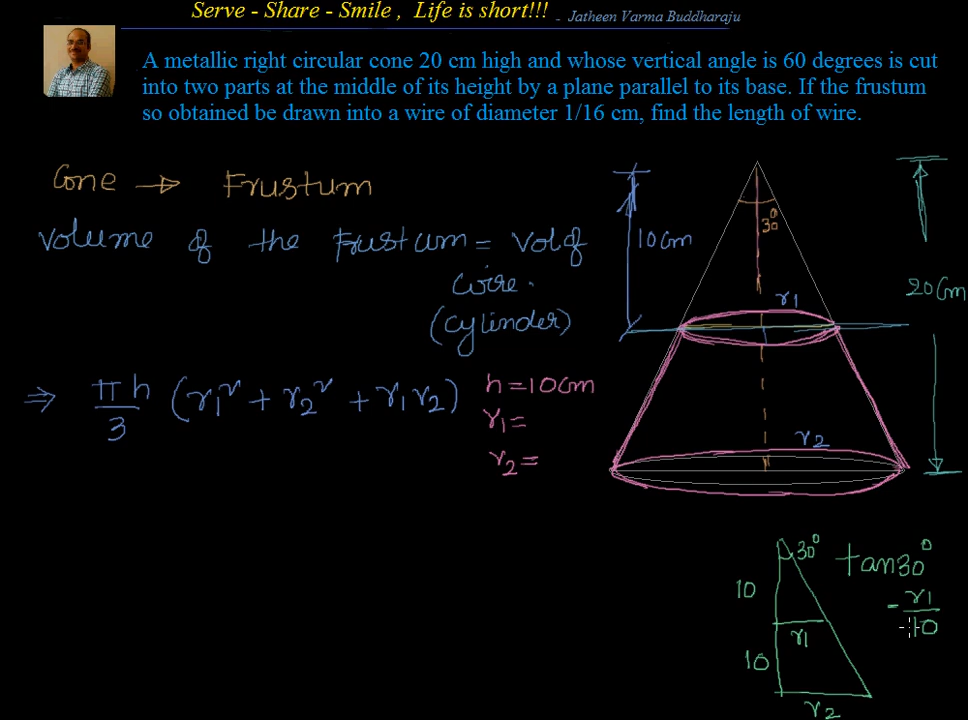 Serve - Share - Smile , Life is short!!! - Jatheen Varma Buddharaju
A metallic right circular cone 20 cm high and whose vertical angle is 60 degrees is cut
into two parts at the middle of its height by a plane parallel to its base. If the frustum
so obtained be drawn into a wire of diameter 1/16 cm, find the length of wire.
Cone → Frustum
Volume of the Frustum = Vol of
wire.
(Cylinder)
⇒ πh/3 (r1² + r2² + r1r2)
h = 10cm
r1 =
r2 =
30°
10cm
r1
20cm
r2
30°
10
r1
10
r2
tan30°
= r1/10